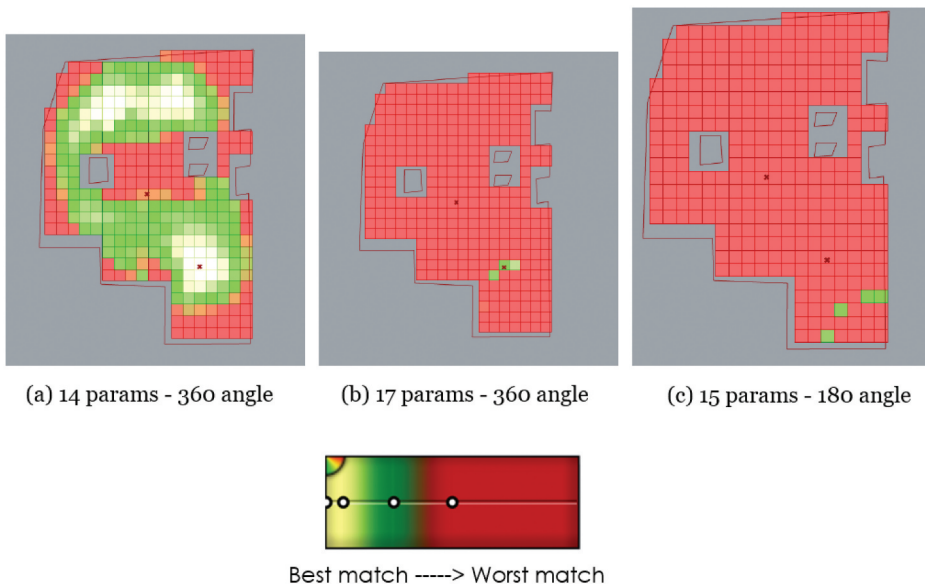 (a) 14 params - 360 angle
(b) 17 params - 360 angle
(c) 15 params - 180 angle
Best match -----> Worst match